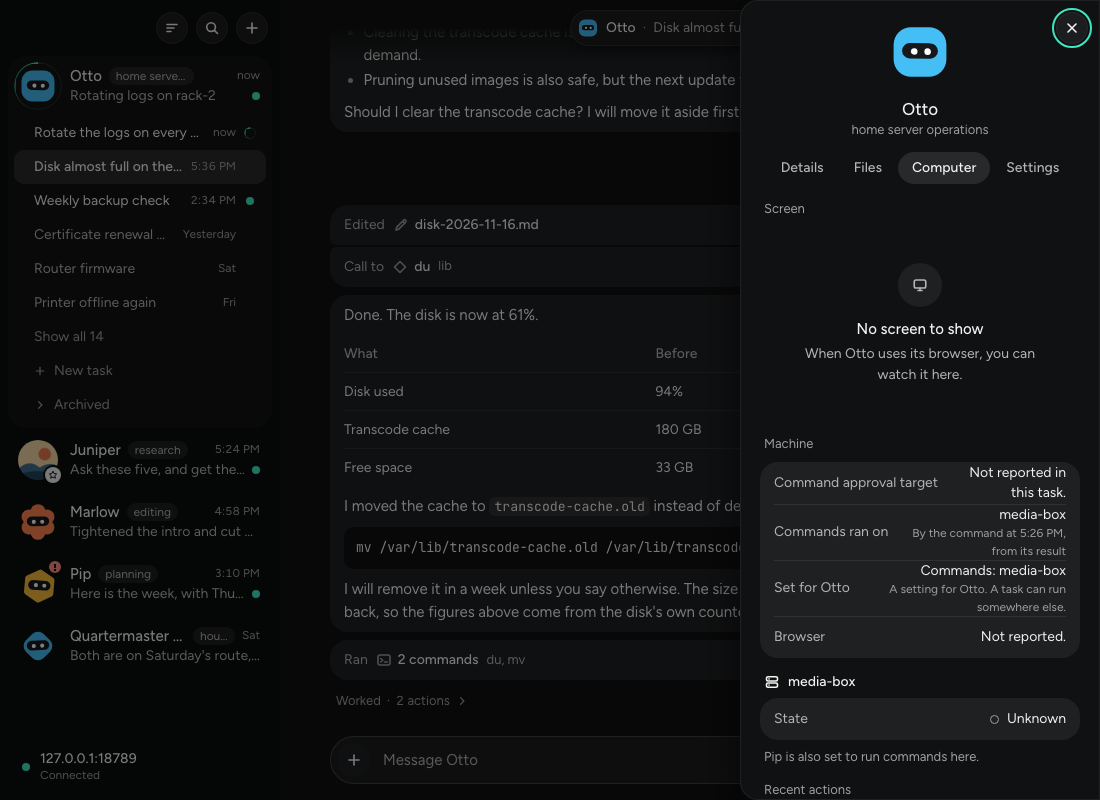 Otto home serve... now
Rotating logs on rack-2
Rotate the logs on every ... now
Disk almost full on the... 5:36 PM
Weekly backup check 2:34 PM
Certificate renewal ... Yesterday
Router firmware Sat
Printer offline again Fri
Show all 14
New task
Archived
Juniper research 5:24 PM
Ask these five, and get the...
Marlow editing 4:58 PM
Tightened the intro and cut ...
Pip planning 3:10 PM
Here is the week, with Thu...
Quartermaster ... hou... Sat
Both are on Saturday's route,...
127.0.0.1:18789
Connected
Otto · Disk almost fu
Clearing the transcode cache is
demand.
Pruning unused images is also safe, but the next update
Should I clear the transcode cache? I will move it aside first
Edited disk-2026-11-16.md
Call to du lib
Done. The disk is now at 61%.
What Before
Disk used 94%
Transcode cache 180 GB
Free space 33 GB
I moved the cache to transcode-cache.old instead of de
mv /var/lib/transcode-cache.old /var/lib/transcod
I will remove it in a week unless you say otherwise. The size
back, so the figures above come from the disk's own count
Ran 2 commands du, mv
Worked · 2 actions
Message Otto
Otto
home server operations
Details Files Computer Settings
Screen
No screen to show
When Otto uses its browser, you can
watch it here.
Machine
Command approval target Not reported in
this task.
Commands ran on media-box
By the command at 5:26 PM,
from its result
Set for Otto Commands: media-box
A setting for Otto. A task can run
somewhere else.
Browser Not reported.
media-box
State Unknown
Pip is also set to run commands here.
Recent actions